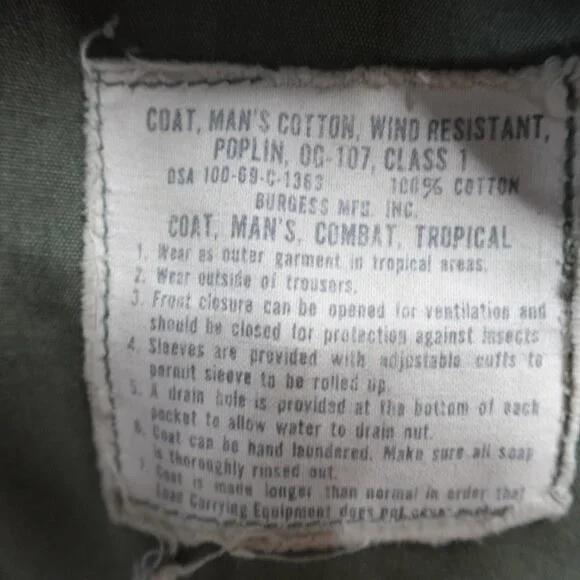 COAT, MAN'S COTTON, WIND RESISTANT,
POPLIN, OG-107, CLASS 1
DSA 100-69-C-1363 100% COTTON
BURGESS MFG. INC.
COAT, MAN'S, COMBAT, TROPICAL
1. Wear as outer garment in tropical areas.
2. Wear outside of trousers.
3. Front closure can be opened for ventilation and
should be closed for protection against insects
4. Sleeves are provided with adjustable cuffs to
permit sleeve to be rolled up.
5. A drain hole is provided at the bottom of each
pocket to allow water to drain out.
6. Coat can be hand laundered. Make sure all soap
is thoroughly rinsed out.
7. Coat is made longer than normal in order that
Load Carrying Equipment does not